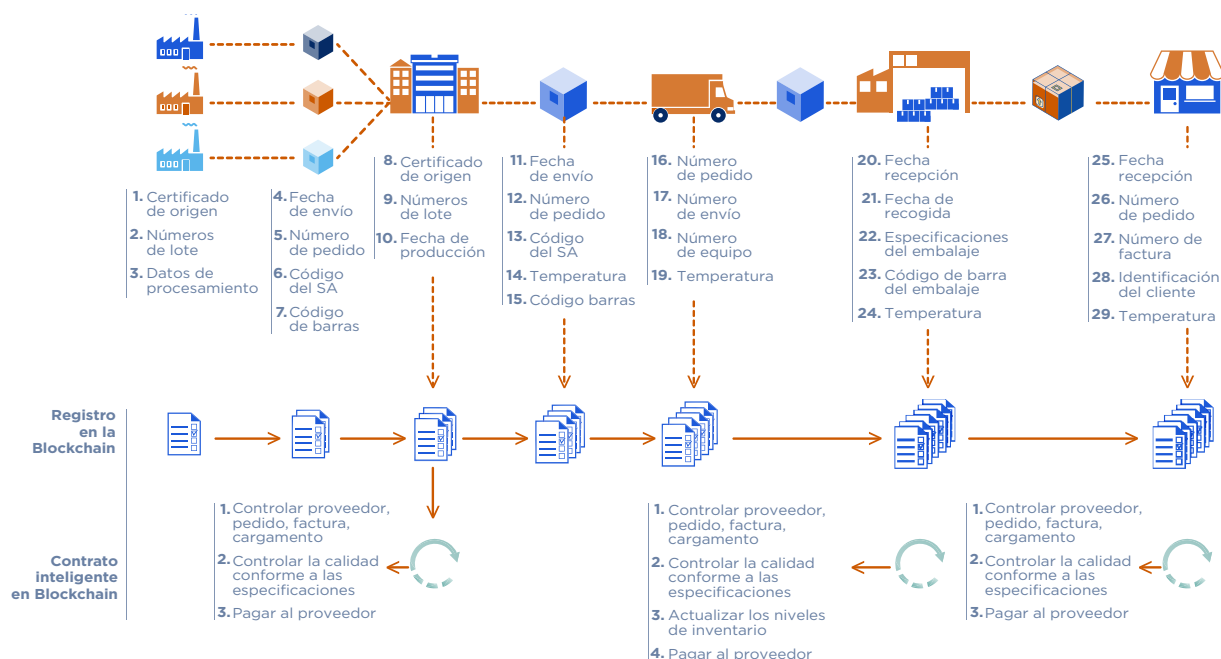 1. Certificado
de origen
2. Números
de lote
3. Datos de
procesamiento
4. Fecha
de envío
5. Número
de pedido
6. Código
del SA
7. Código
de barras
8. Certificado
de origen
9. Números
de lote
10. Fecha de
producción
11. Fecha
de envío
12. Número
de pedido
13. Código
del SA
14. Temperatura
15. Código barras
16. Número
de pedido
17. Número
de envío
18. Número
de equipo
19. Temperatura
20. Fecha
recepción
21. Fecha de
recogida
22. Especificaciones
del embalaje
23. Código de barra
del embalaje
24. Temperatura
25. Fecha
recepción
26. Número
de pedido
27. Número de
factura
28. Identificación
del cliente
29. Temperatura
Registro
en la
Blockchain
Contrato
inteligente
en Blockchain
1. Controlar proveedor,
pedido, factura,
cargamento
2. Controlar la calidad
conforme a las
especificaciones
3. Pagar al proveedor
1. Controlar proveedor,
pedido, factura,
cargamento
2. Controlar la calidad
conforme a las
especificaciones
3. Actualizar los niveles
de inventario
4. Pagar al proveedor
1. Controlar proveedor,
pedido, factura,
cargamento
2. Controlar la calidad
conforme a las
especificaciones
3. Pagar al proveedor